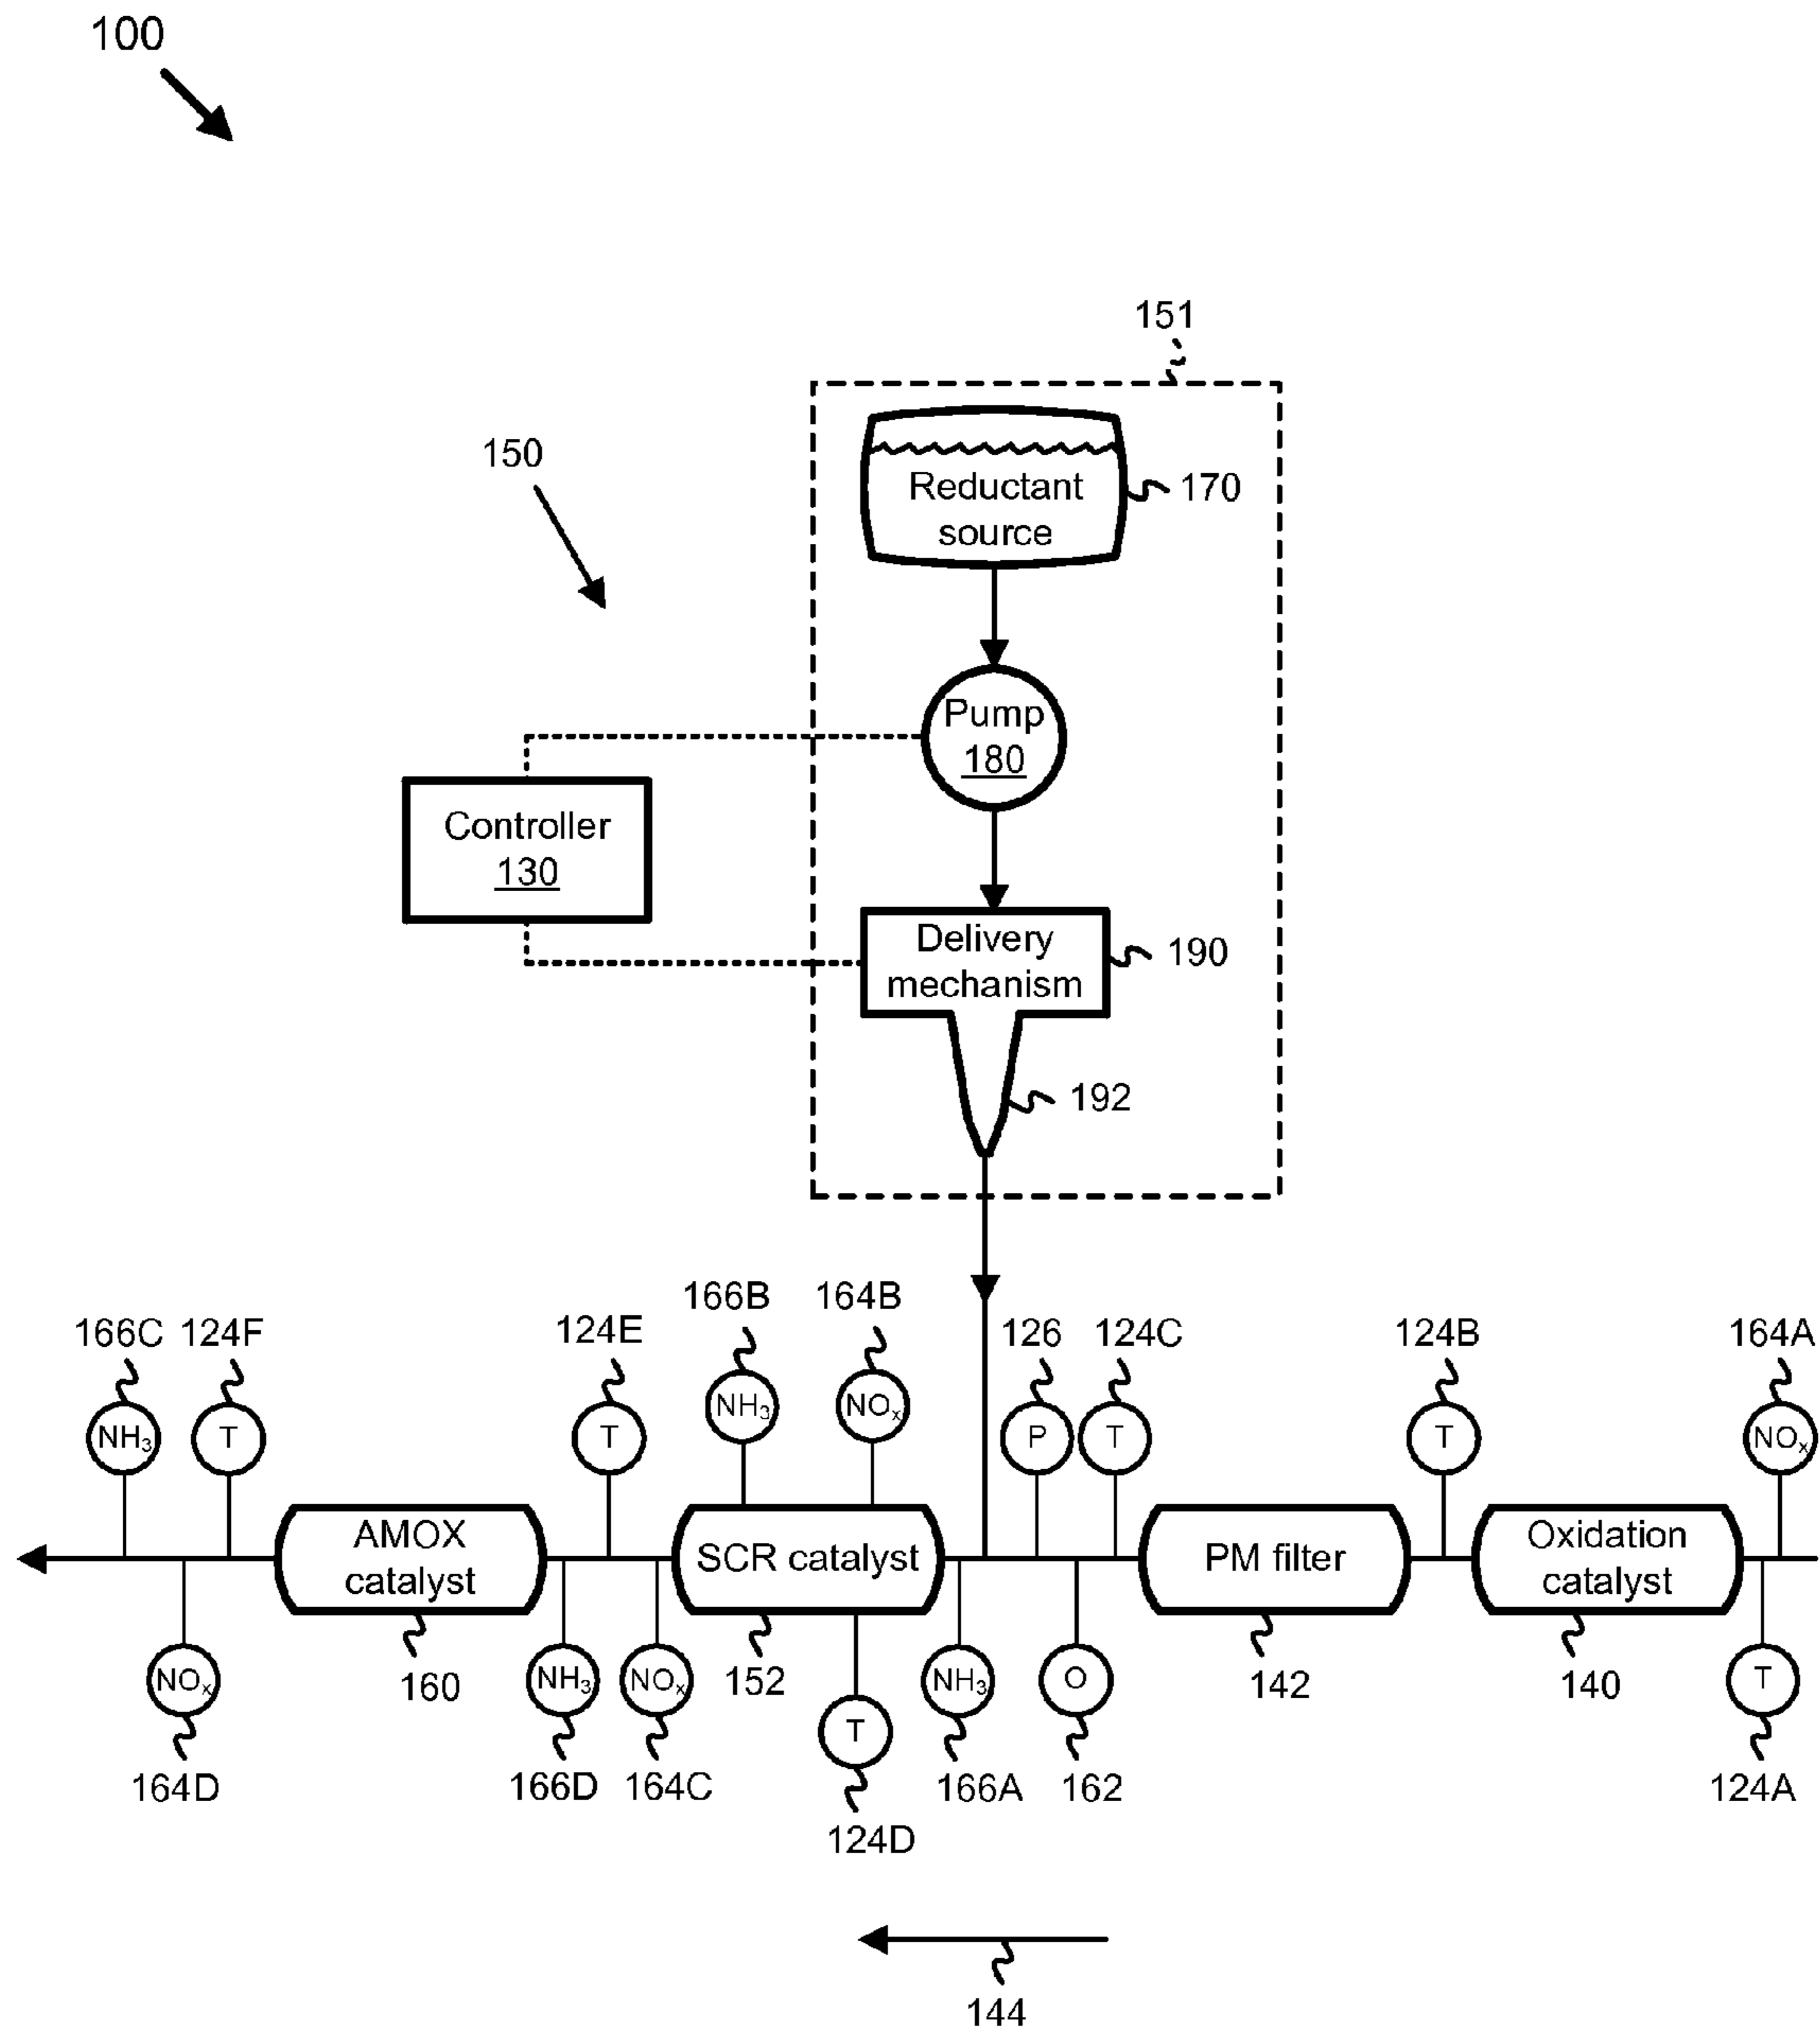 100
151
150
Reductant
source
170
Pump
180
Controller
130
Delivery
mechanism
190
192
166B
164B
166C
124F
124E
126
124C
124B
164A
NH₃
NOₓ
NH₃
T
T
P
T
T
NOₓ
AMOX
catalyst
SCR catalyst
PM filter
Oxidation
catalyst
NOₓ
160
NH₃
NOₓ
152
NH₃
O
142
140
T
T
164D
166D
164C
166A
162
124A
124D
144